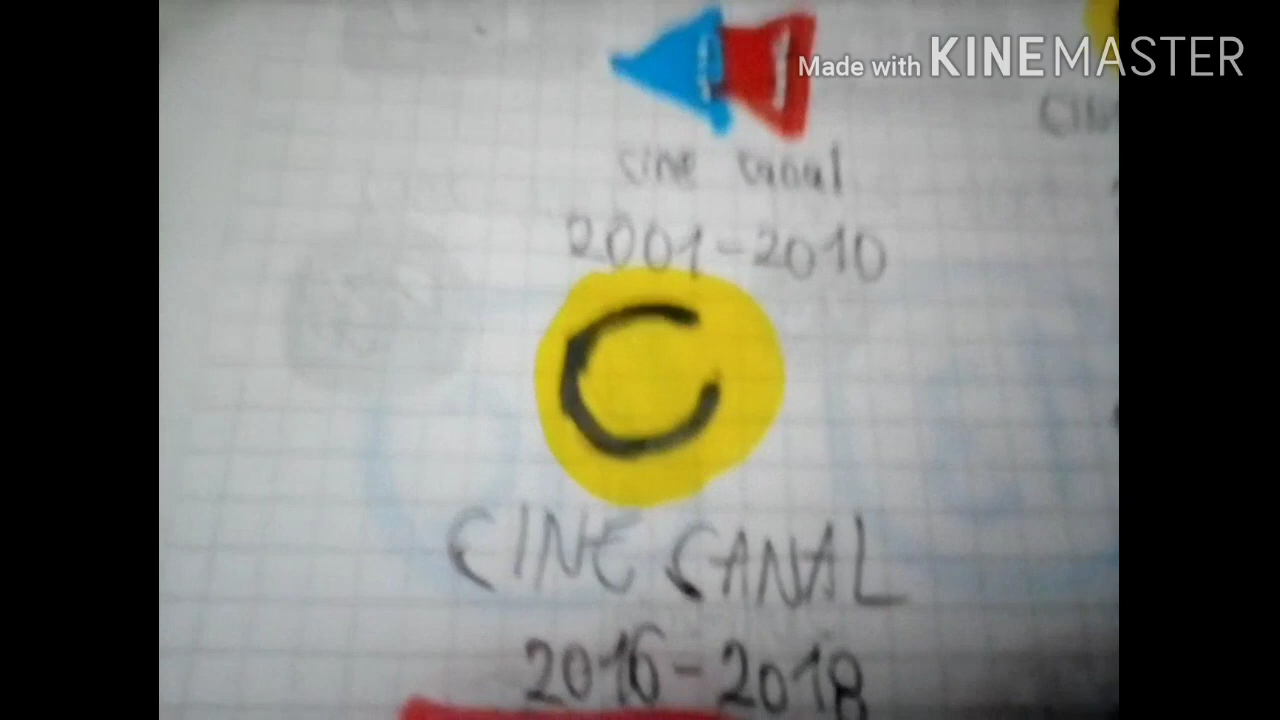 Made with KINEMASTER
cine canal
2001-2010
C
CINE CANAL
2016-2018